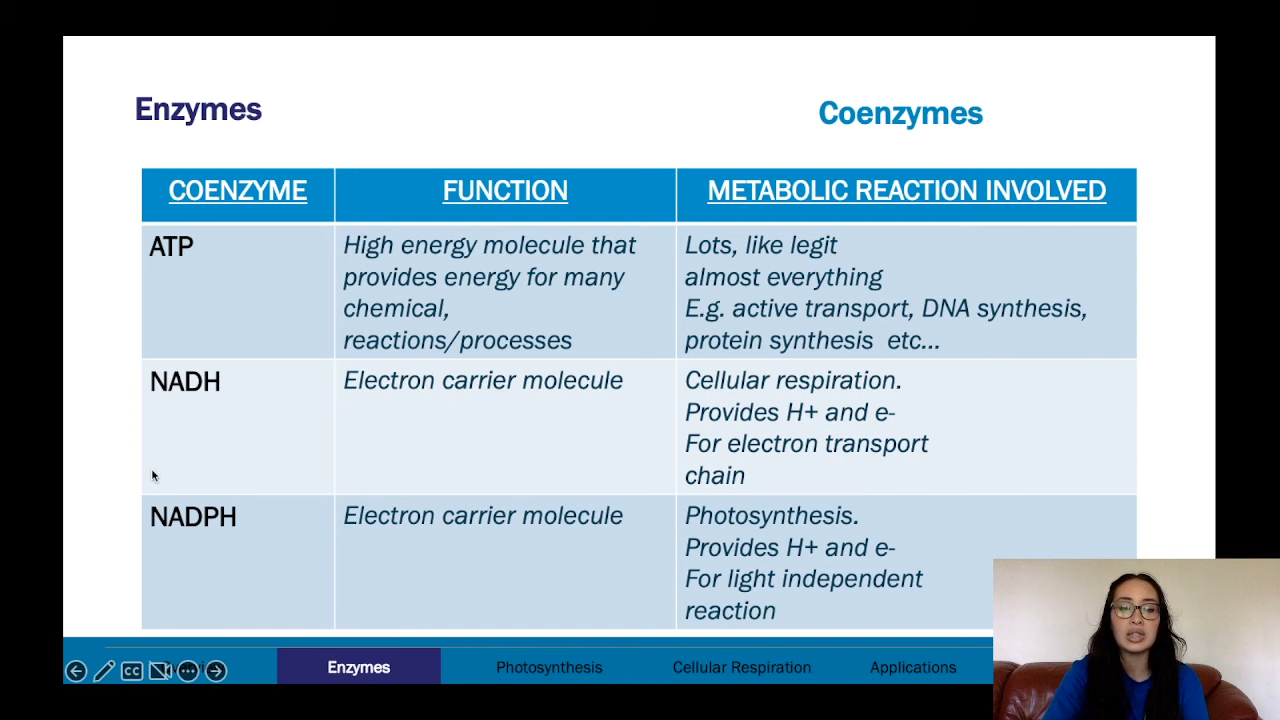 Enzymes
Coenzymes
COENZYME
FUNCTION
METABOLIC REACTION INVOLVED
ATP
High energy molecule that
provides energy for many
chemical,
reactions/processes
Lots, like legit
almost everything
E.g. active transport, DNA synthesis,
protein synthesis etc...
NADH
Electron carrier molecule
Cellular respiration.
Provides H+ and e-
For electron transport
chain
NADPH
Electron carrier molecule
Photosynthesis.
Provides H+ and e-
For light independent
reaction
CC
Enzymes
Photosynthesis
Cellular Respiration
Applications